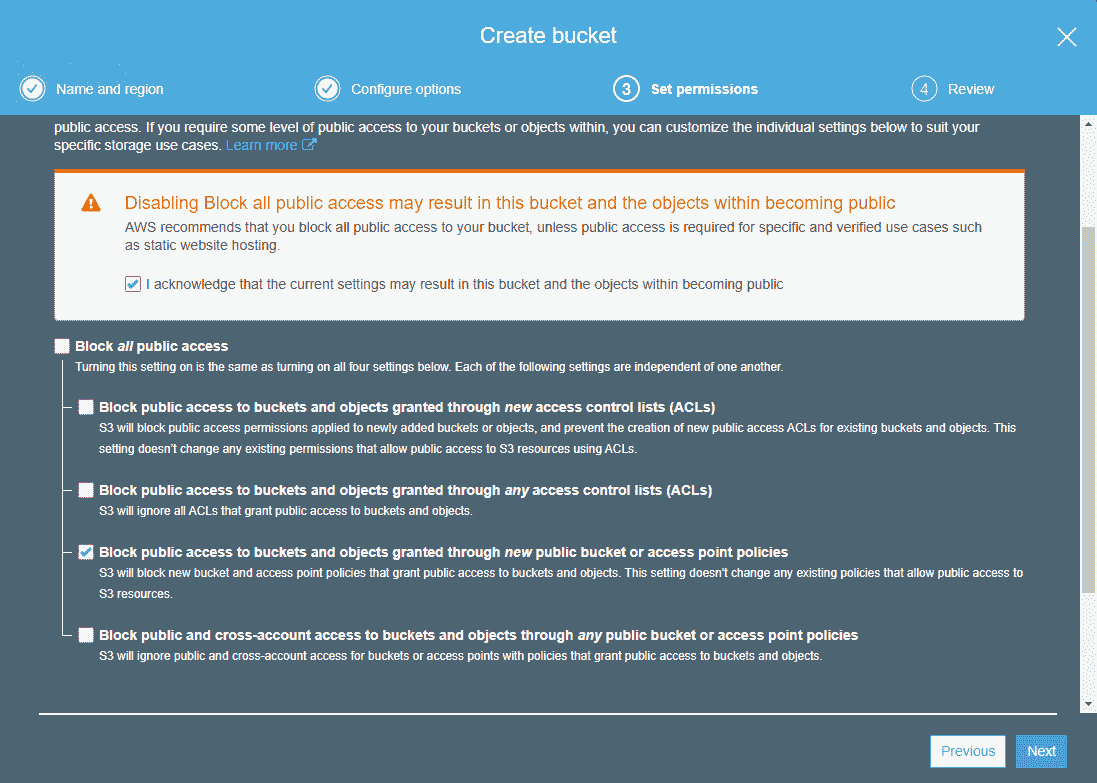 Create bucket
Name and region
Configure options
3 Set permissions
4 Review
public access. If you require some level of public access to your buckets or objects within, you can customize the individual settings below to suit your
specific storage use cases. Learn more
Disabling Block all public access may result in this bucket and the objects within becoming public
AWS recommends that you block all public access to your bucket, unless public access is required for specific and verified use cases such
as static website hosting.
I acknowledge that the current settings may result in this bucket and the objects within becoming public
Block all public access
Turning this setting on is the same as turning on all four settings below. Each of the following settings are independent of one another.
Block public access to buckets and objects granted through new access control lists (ACLs)
S3 will block public access permissions applied to newly added buckets or objects, and prevent the creation of new public access ACLs for existing buckets and objects. This
setting doesn't change any existing permissions that allow public access to S3 resources using ACLs.
Block public access to buckets and objects granted through any access control lists (ACLs)
S3 will ignore all ACLs that grant public access to buckets and objects.
Block public access to buckets and objects granted through new public bucket or access point policies
S3 will block new bucket and access point policies that grant public access to buckets and objects. This setting doesn't change any existing policies that allow public access to
S3 resources.
Block public and cross-account access to buckets and objects through any public bucket or access point policies
S3 will ignore public and cross-account access for buckets or access points with policies that grant public access to buckets and objects.
Previous
Next